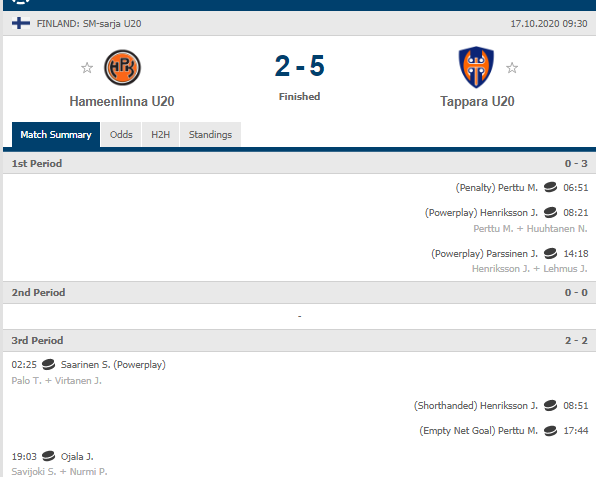 FINLAND: SM-sarja U20
17.10.2020 09:30
HPK
2 - 5
Finished
Hameenlinna U20
Tappara U20
Match Summary
Odds
H2H
Standings
1st Period
0 - 3
(Penalty) Perttu M. 06:51
(Powerplay) Henriksson J. 08:21
Perttu M. + Huuhtanen N.
(Powerplay) Parssinen J. 14:18
Henriksson J. + Lehmus J.
2nd Period
0 - 0
-
3rd Period
2 - 2
02:25 Saarinen S. (Powerplay)
Palo T. + Virtanen J.
(Shorthanded) Henriksson J. 08:51
(Empty Net Goal) Perttu M. 17:44
19:03 Ojala J.
Savijoki S. + Nurmi P.